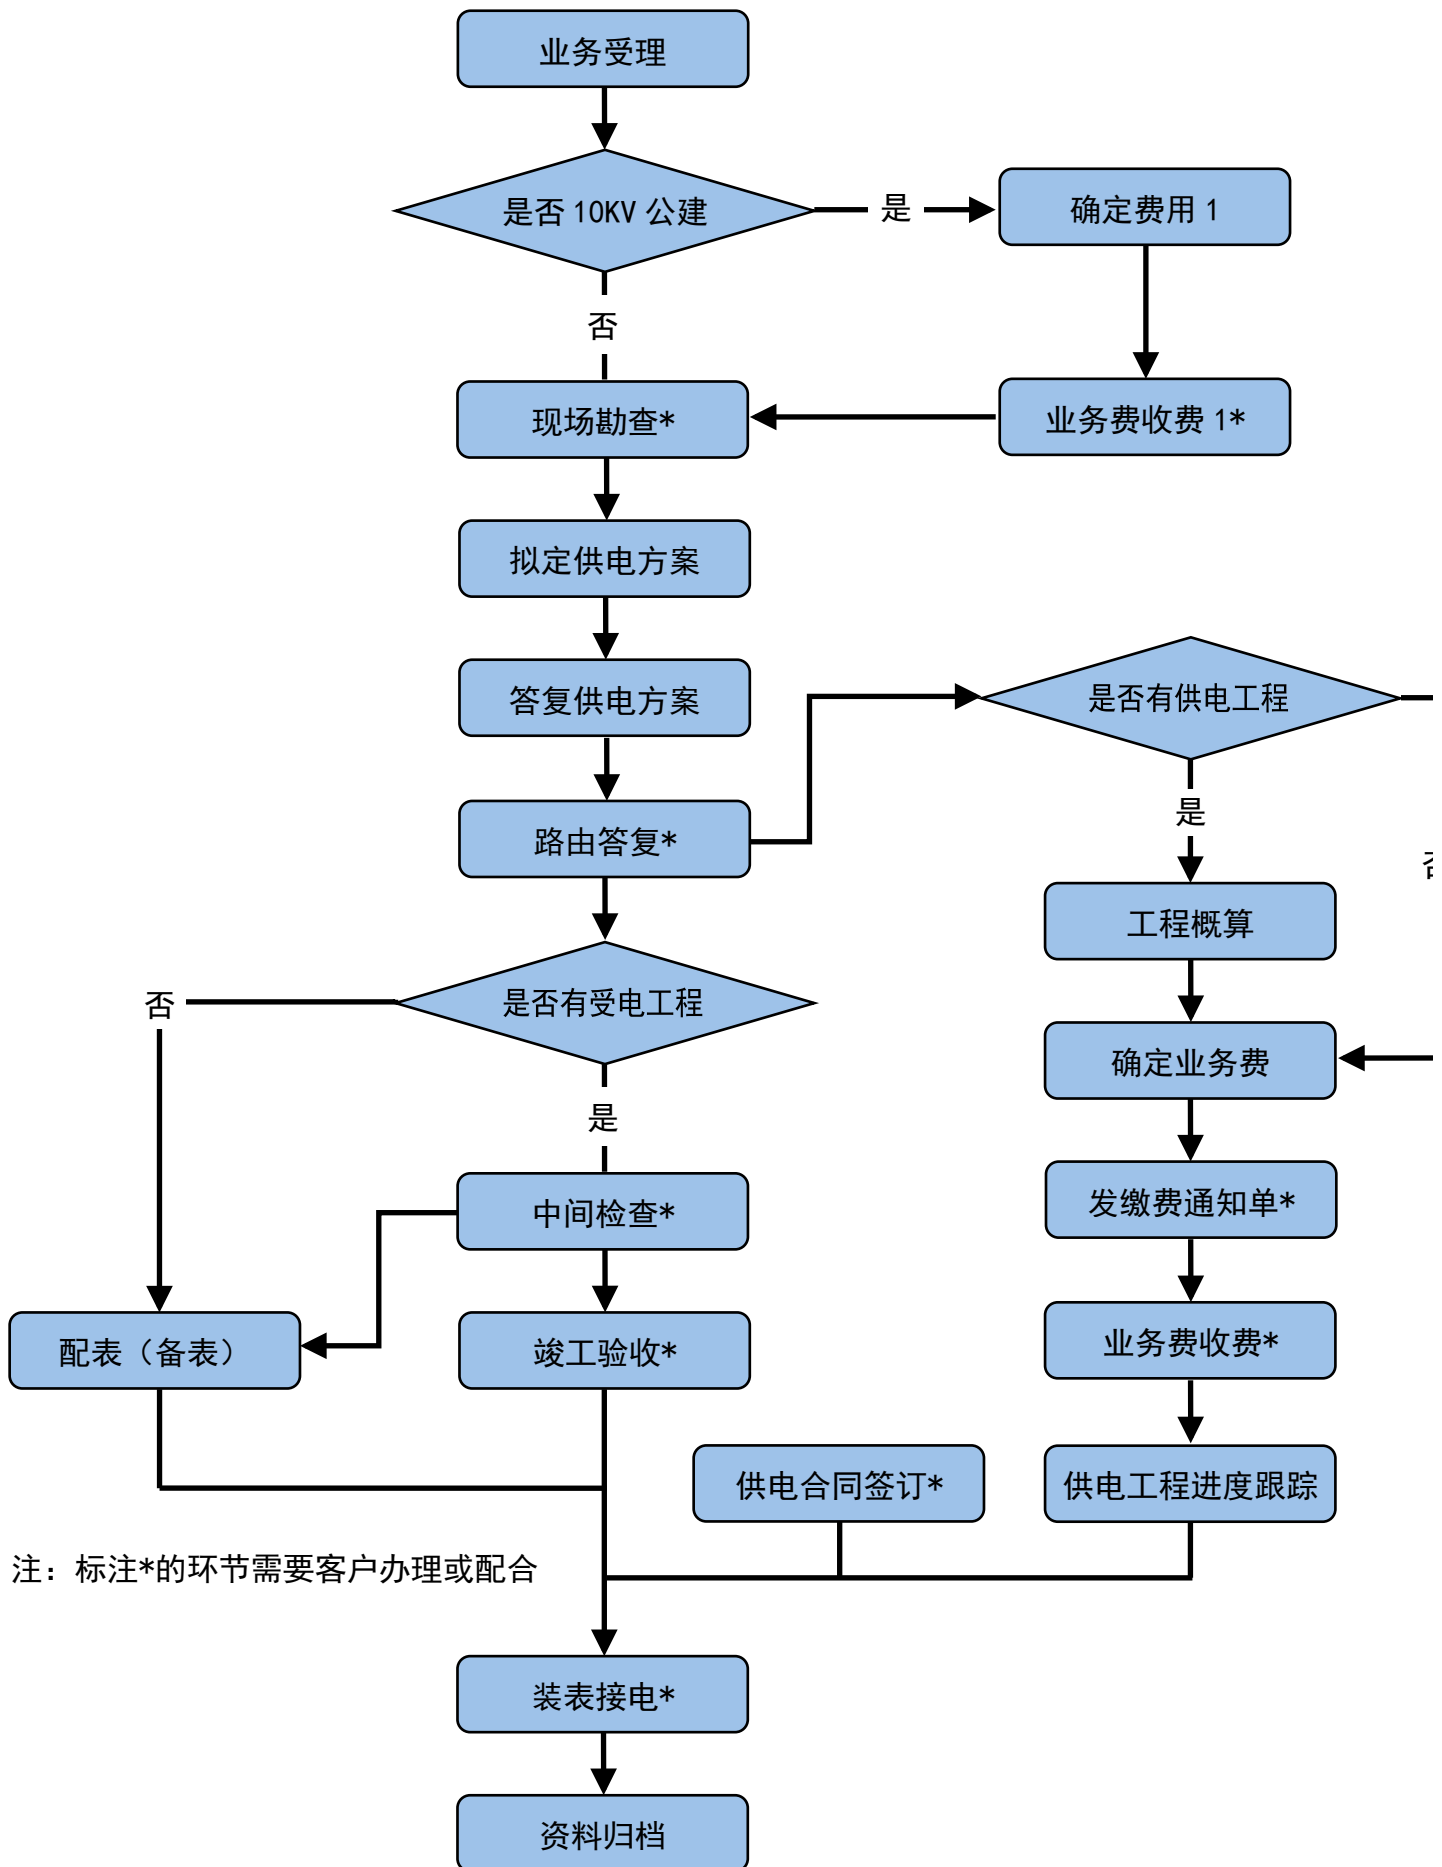 业务受理
是否 10KV 公建
是
确定费用 1
否
现场勘查*
业务费收费 1*
拟定供电方案
答复供电方案
是否有供电工程
路由答复*
是
否
工程概算
是否有受电工程
否
确定业务费
是
中间检查*
发缴费通知单*
配表（备表）
竣工验收*
业务费收费*
供电合同签订*
供电工程进度跟踪
注：标注*的环节需要客户办理或配合
装表接电*
资料归档